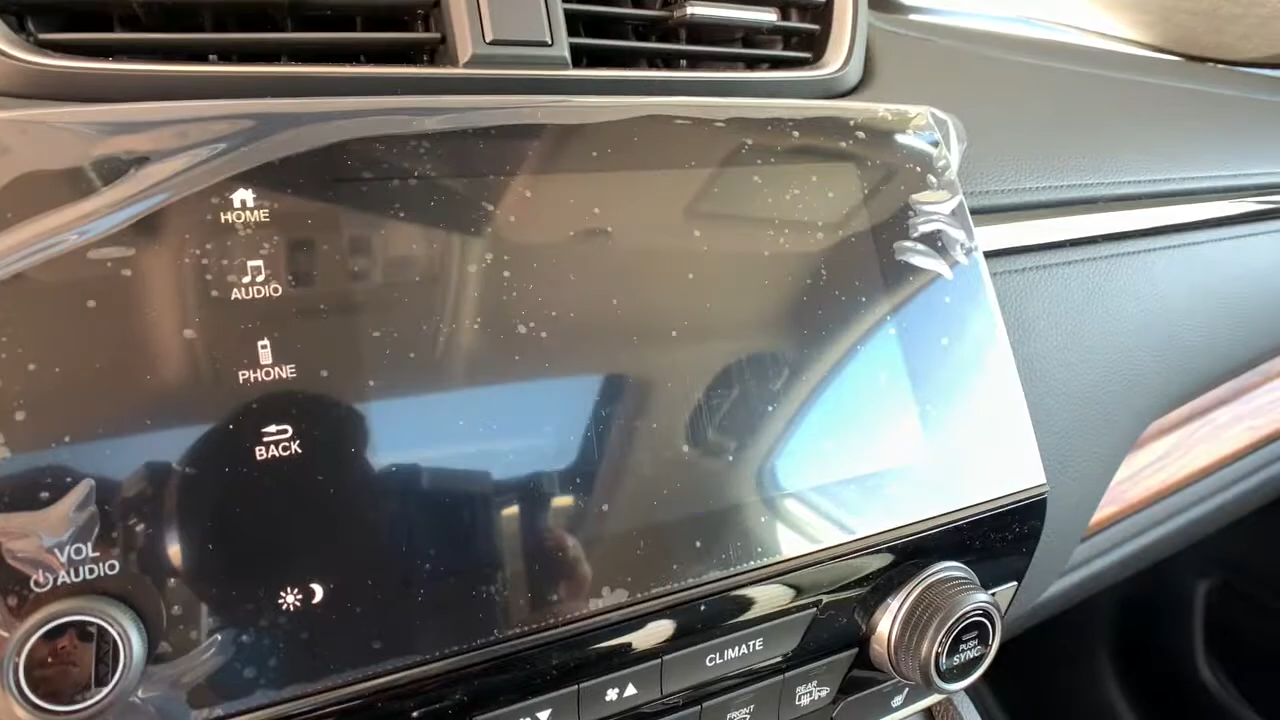 HOME
AUDIO
PHONE
BACK
VOL
AUDIO
CLIMATE
PUSH
SYNC
REAR
FRONT